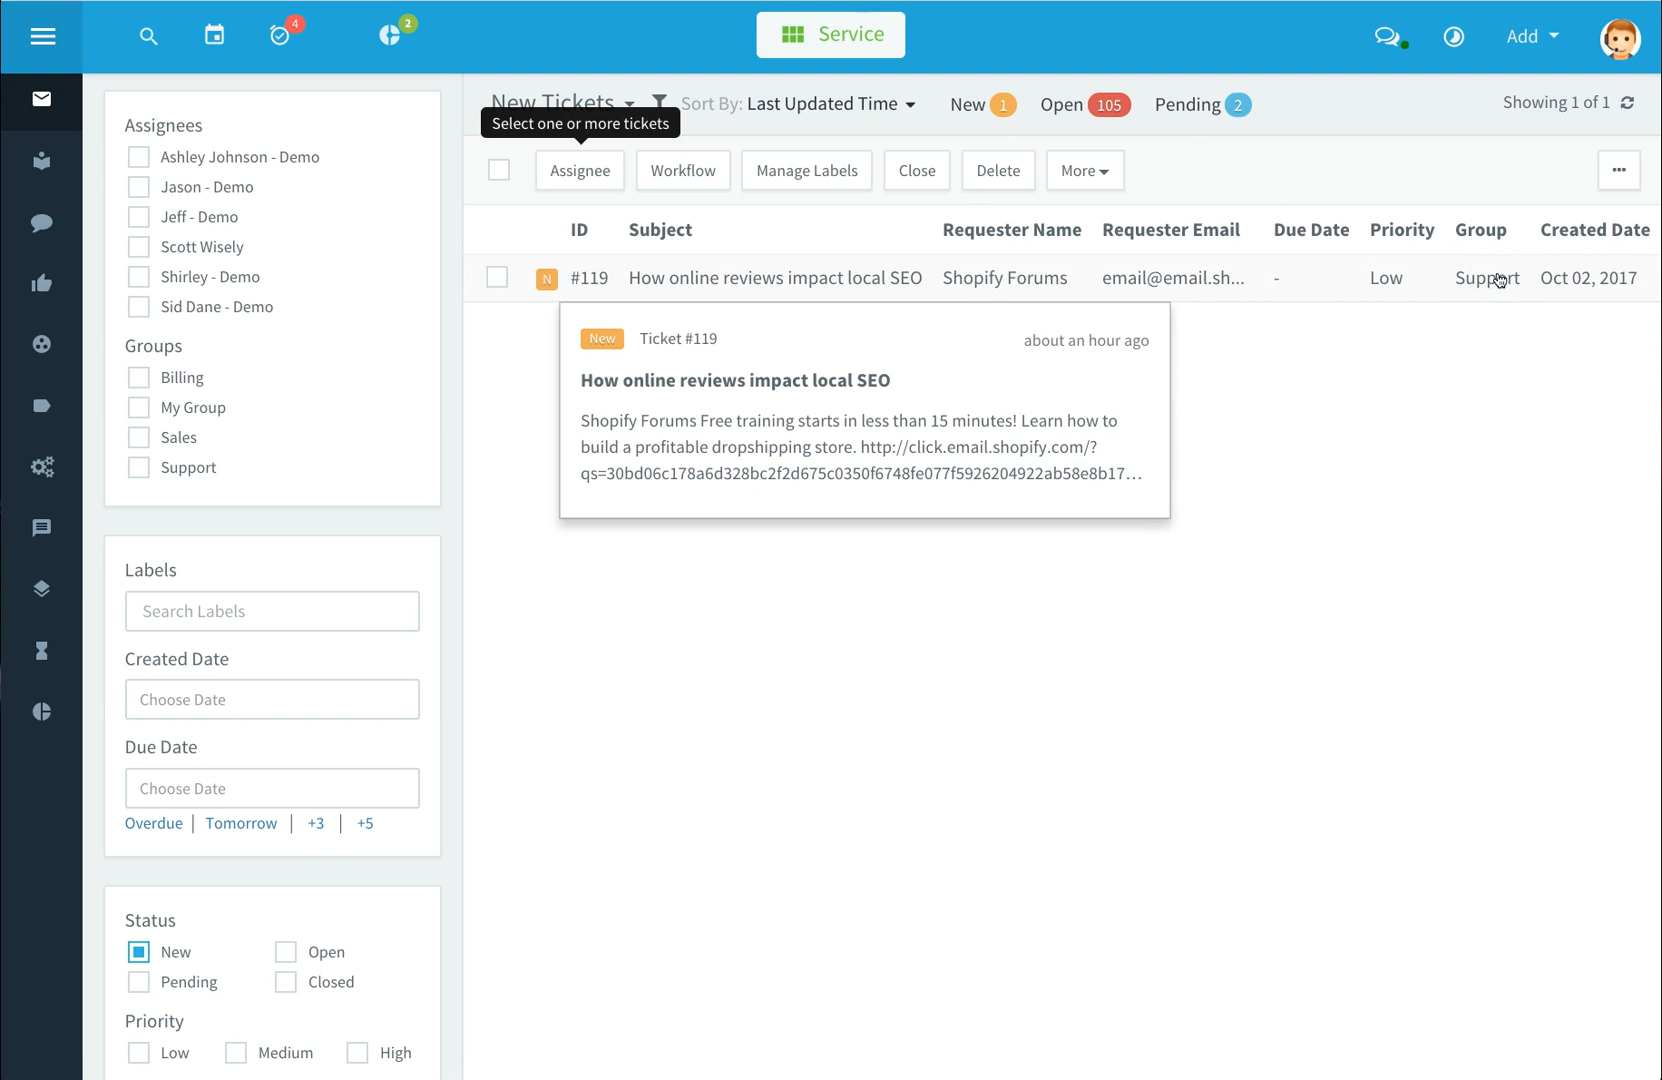 4
2
Service
Add
Assignees
Ashley Johnson - Demo
Jason - Demo
Jeff - Demo
Scott Wisely
Shirley - Demo
Sid Dane - Demo
Groups
Billing
My Group
Sales
Support
Labels
Search Labels
Created Date
Choose Date
Due Date
Choose Date
Overdue | Tomorrow | +3 | +5
Status
New Open
Pending Closed
Priority
Low Medium High
New Tickets Sort By: Last Updated Time New 1 Open 105 Pending 2 Showing 1 of 1
Select one or more tickets
Assignee Workflow Manage Labels Close Delete More ...
ID Subject Requester Name Requester Email Due Date Priority Group Created Date
N #119 How online reviews impact local SEO Shopify Forums email@email.sh... - Low Support Oct 02, 2017
New Ticket #119 about an hour ago
How online reviews impact local SEO
Shopify Forums Free training starts in less than 15 minutes! Learn how to
build a profitable dropshipping store. http://click.email.shopify.com/?
qs=30bd06c178a6d328bc2f2d675c0350f6748fe077f5926204922ab58e8b17...